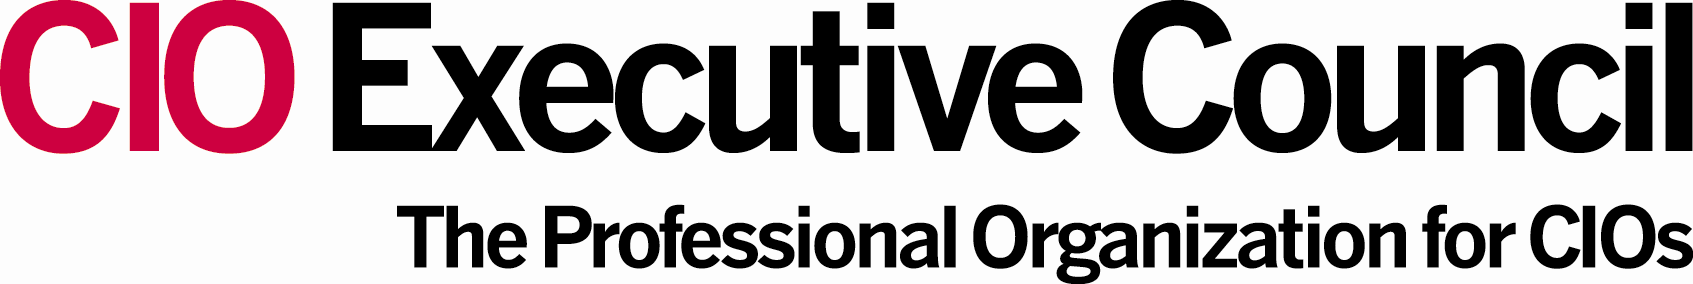 CIO Executive Council
The Professional Organization for CIOs